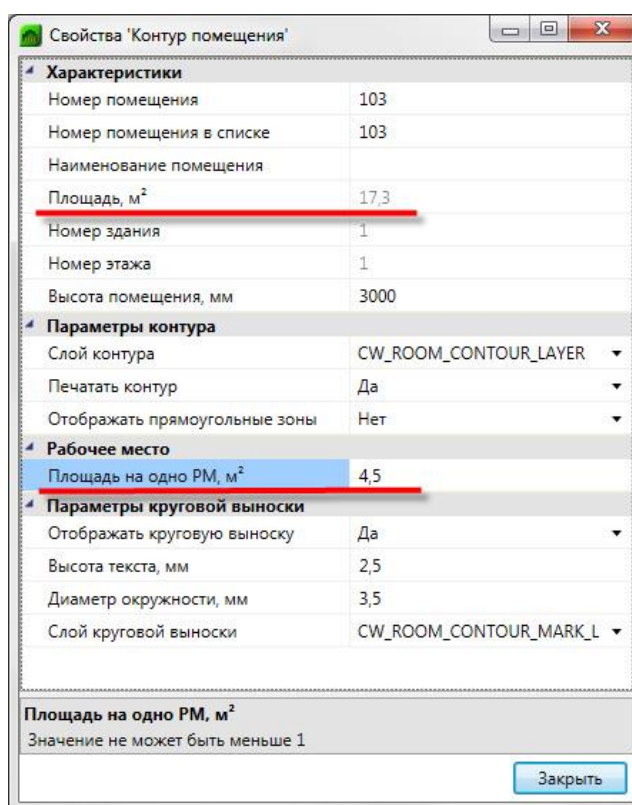 Свойства 'Контур помещения'
Характеристики
Номер помещения 103
Номер помещения в списке 103
Наименование помещения
Площадь, м² 17,3
Номер здания 1
Номер этажа 1
Высота помещения, мм 3000
Параметры контура
Слой контура CW_ROOM_CONTOUR_LAYER
Печатать контур Да
Отображать прямоугольные зоны Нет
Рабочее место
Площадь на одно РМ, м² 4,5
Параметры круговой выноски
Отображать круговую выноску Да
Высота текста, мм 2,5
Диаметр окружности, мм 3,5
Слой круговой выноски CW_ROOM_CONTOUR_MARK_L
Площадь на одно РМ, м²
Значение не может быть меньше 1
Закрыть